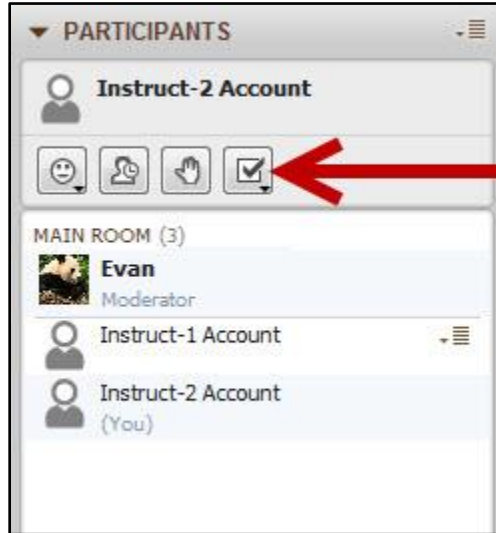 PARTICIPANTS
Instruct-2 Account
MAIN ROOM (3)
Evan
Moderator
Instruct-1 Account
Instruct-2 Account
(You)